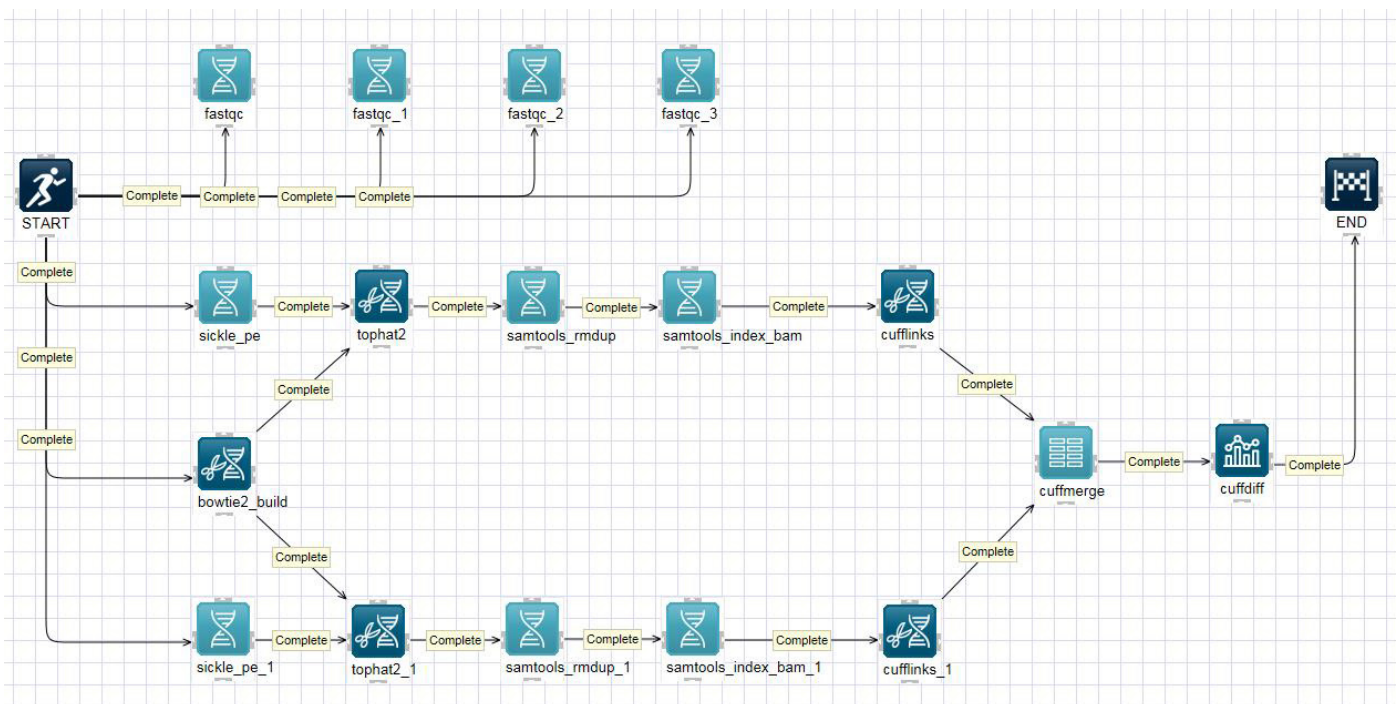 fastqc
fastqc_1
fastqc_2
fastqc_3
Complete
Complete
Complete
Complete
START
END
Complete
Complete
Complete
Complete
Complete
Complete
sickle_pe
tophat2
samtools_rmdup
samtools_index_bam
cufflinks
Complete
Complete
Complete
Complete
bowtie2_build
cuffmerge
Complete
cuffdiff
Complete
Complete
Complete
Complete
Complete
Complete
Complete
sickle_pe_1
tophat2_1
samtools_rmdup_1
samtools_index_bam_1
cufflinks_1